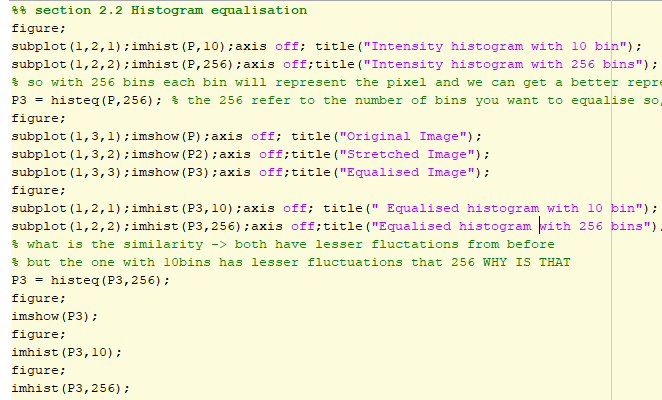 %% section 2.2 Histogram equalisation
figure;
subplot(1,2,1);imhist(P,10);axis off; title("Intensity histogram with 10 bin");
subplot(1,2,2);imhist(P,256);axis off;title("Intensity histogram with 256 bins");
% so with 256 bins each bin will represent the pixel and we can get a better
P3 = histeq(P,256); % the 256 refer to the number of bins you want to equalise so,
figure;
subplot(1,3,1);imshow(P);axis off; title("Original Image");
subplot(1,3,2);imshow(P2);axis off;title("Stretched Image");
subplot(1,3,3);imshow(P3);axis off;title("Equalised Image");
figure;
subplot(1,2,1);imhist(P3,10);axis off; title(" Equalised histogram with 10 bin");
subplot(1,2,2);imhist(P3,256);axis off;title("Equalised histogram with 256 bins")
% what is the similarity -> both have lesser fluctations from before
% but the one with 10bins has lesser fluctuations that 256 WHY IS THAT
P3 = histeq(P3,256);
figure;
imshow(P3);
figure;
imhist(P3,10);
figure;
imhist(P3,256);